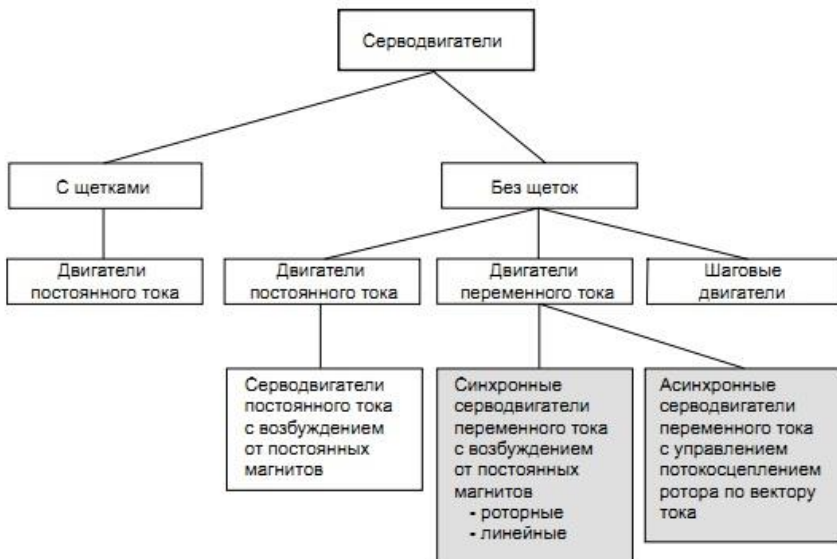 Серводвигатели
С щетками
Без щеток
Двигатели
постоянного тока
Двигатели
постоянного тока
Двигатели
переменного тока
Шаговые
двигатели
Серводвигатели
постоянного тока
с возбуждением
от постоянных
магнитов
Синхронные
серводвигатели
переменного тока
с возбуждением
от постоянных
магнитов
- роторные
- линейные
Асинхронные
серводвигатели
переменного тока
с управлением
потокосцеплением
ротора по вектору
тока